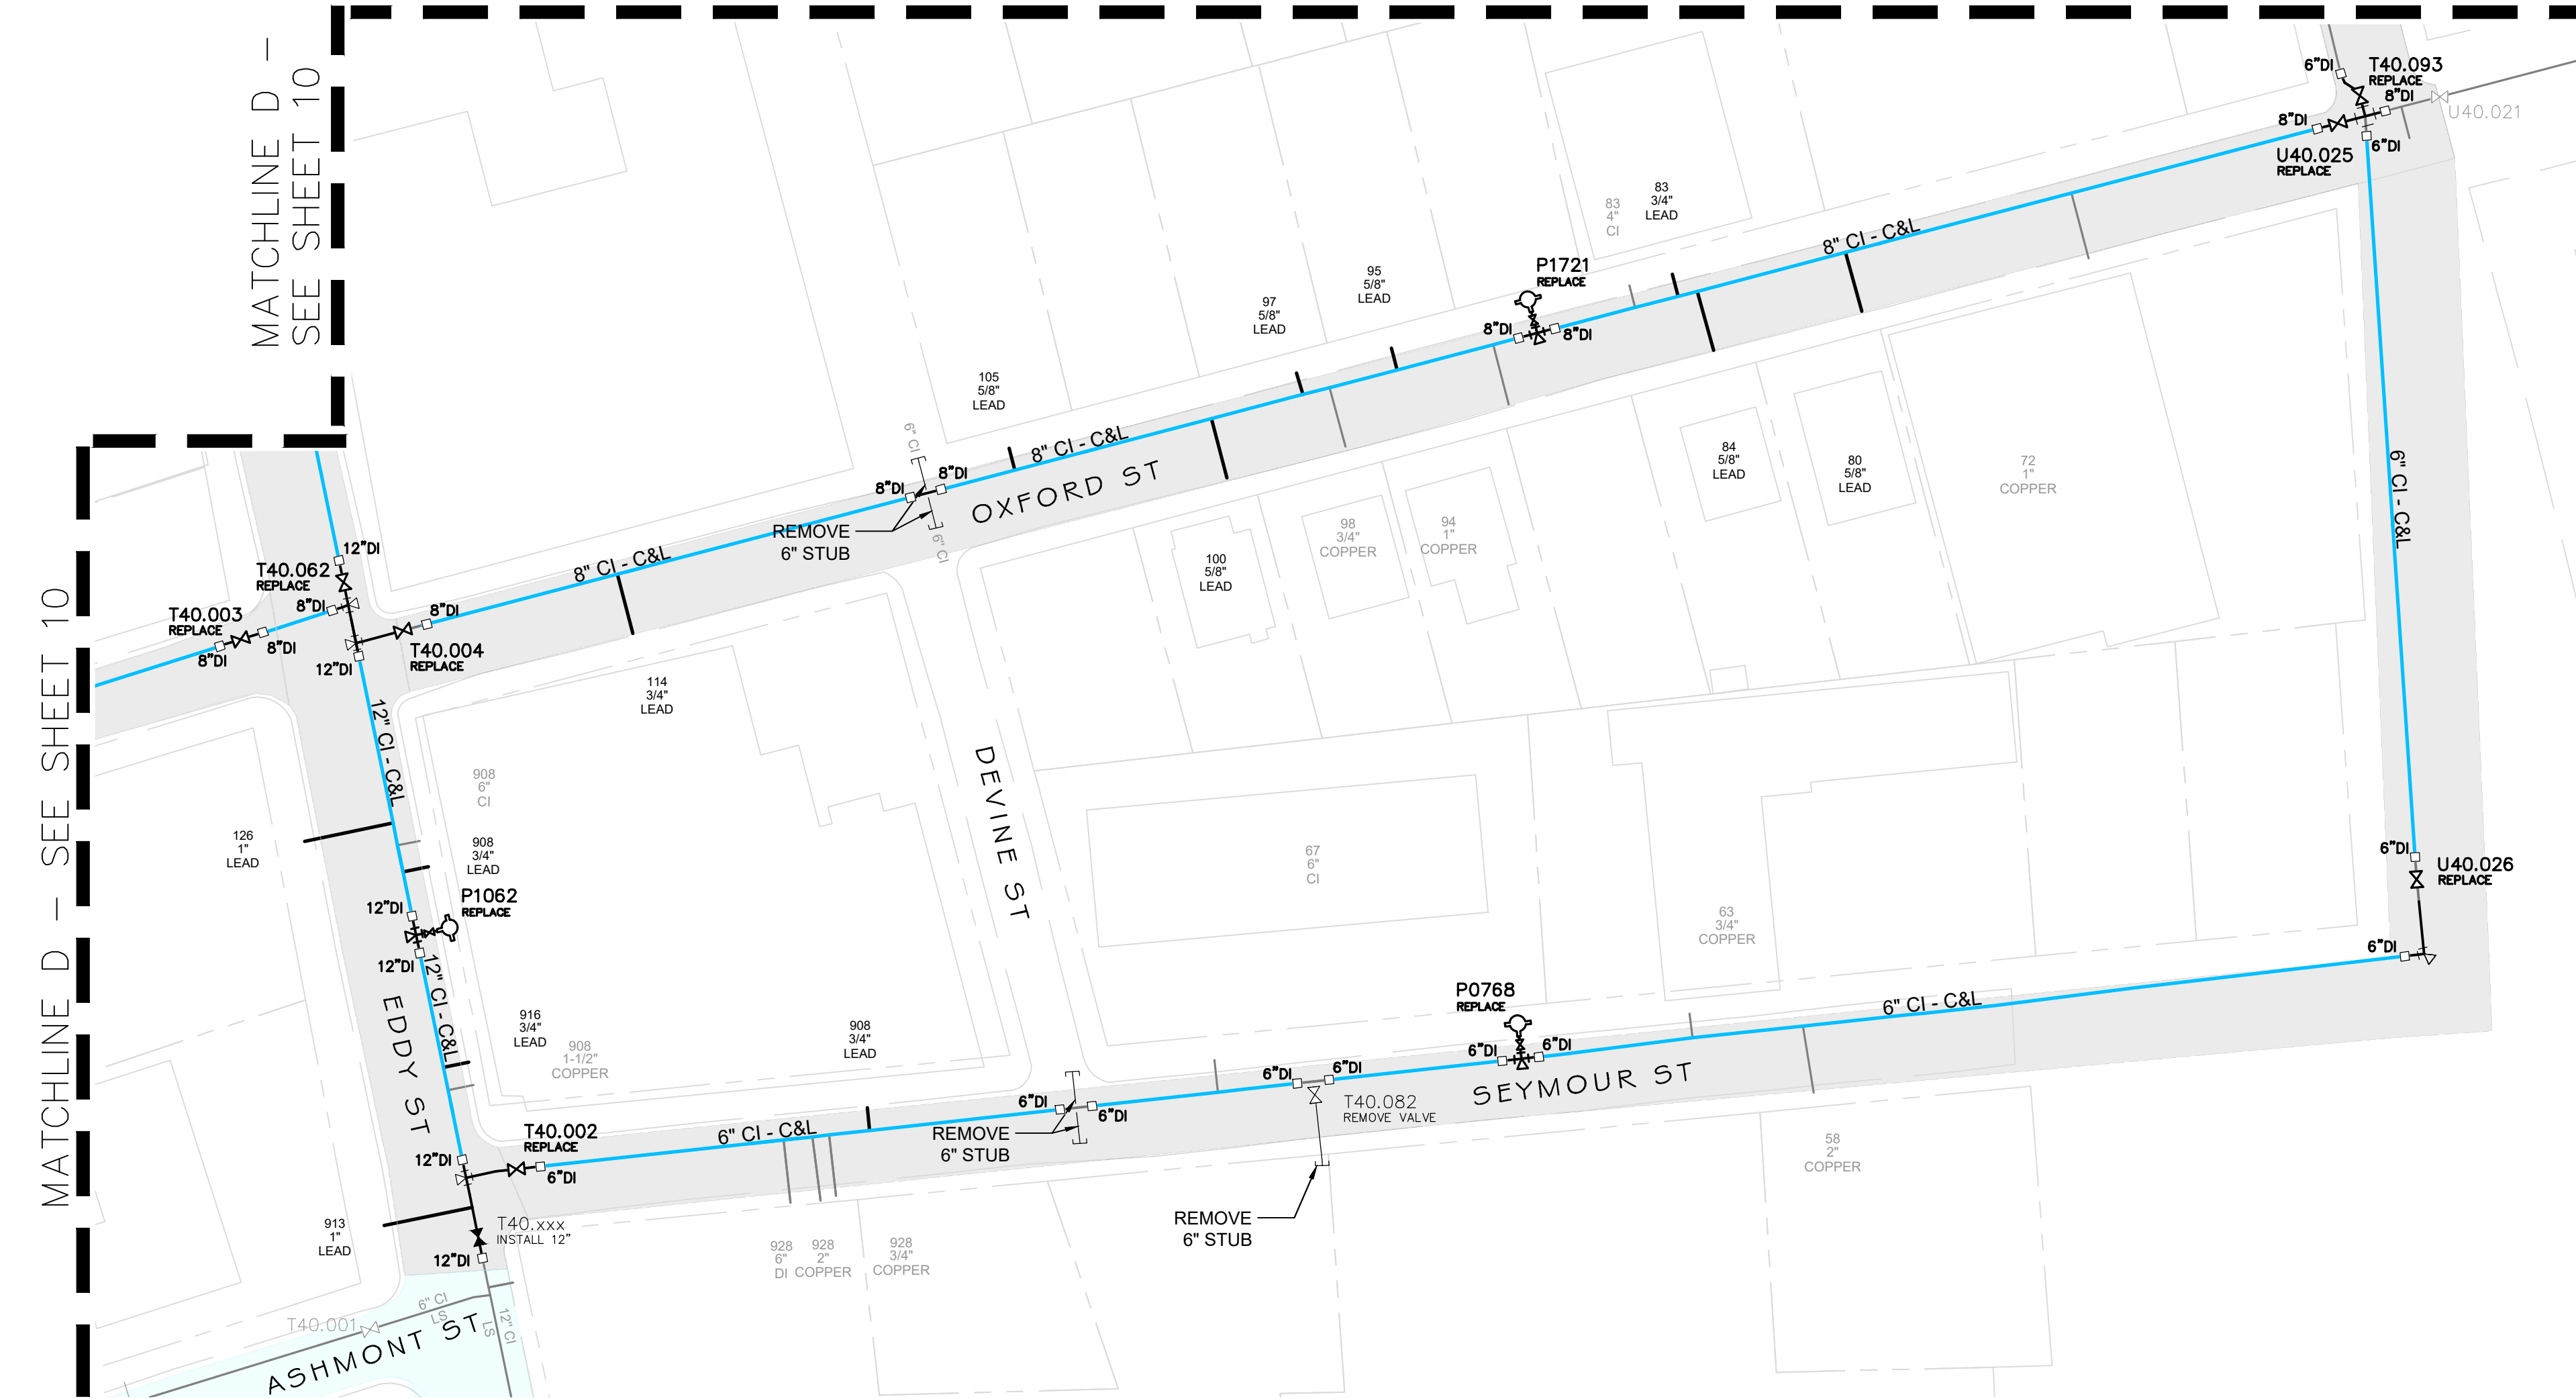 MATCHLINE D -
SEE SHEET 10
6"DI
T40.093
REPLACE
8"DI
U40.021
8"DI
6"DI
U40.025
REPLACE
83
3/4"
LEAD
83
4"
CI
8" CI - C&L
P1721
REPLACE
95
5/8"
LEAD
97
5/8"
LEAD
8"DI
8"DI
105
5/8"
LEAD
6" CI
8" CI - C&L
8"DI
8"DI
OXFORD ST
REMOVE
6" STUB
6" CI
84
5/8"
LEAD
80
5/8"
LEAD
72
1"
COPPER
6" CI - C&L
98
3/4"
COPPER
94
1"
COPPER
100
5/8"
LEAD
12"DI
8" CI - C&L
T40.062
REPLACE
8"DI
8"DI
T40.003
REPLACE
8"DI
8"DI
12"DI
T40.004
REPLACE
114
3/4"
LEAD
12" CI - C&L
908
6"
CI
126
1"
LEAD
908
3/4"
LEAD
P1062
REPLACE
12"DI
12"DI
DEVINE ST
67
6"
CI
63
3/4"
COPPER
6"DI
U40.026
REPLACE
6"DI
MATCHLINE D - SEE SHEET 10
12" CI - C&L
EDDY ST
916
3/4"
LEAD
908
1-1/2"
COPPER
908
3/4"
LEAD
P0768
REPLACE
6" CI - C&L
6"DI
6"DI
6"DI
6"DI
SEYMOUR ST
T40.082
REMOVE VALVE
6"DI
6"DI
REMOVE
6" STUB
6" CI - C&L
T40.002
REPLACE
12"DI
6"DI
58
2"
COPPER
REMOVE
6" STUB
913
1"
LEAD
T40.xxx
INSTALL 12"
12"DI
928
6"
DI
928
2"
COPPER
928
3/4"
COPPER
6" CI
LS
12" CI
LS
T40.001
ASHMONT ST